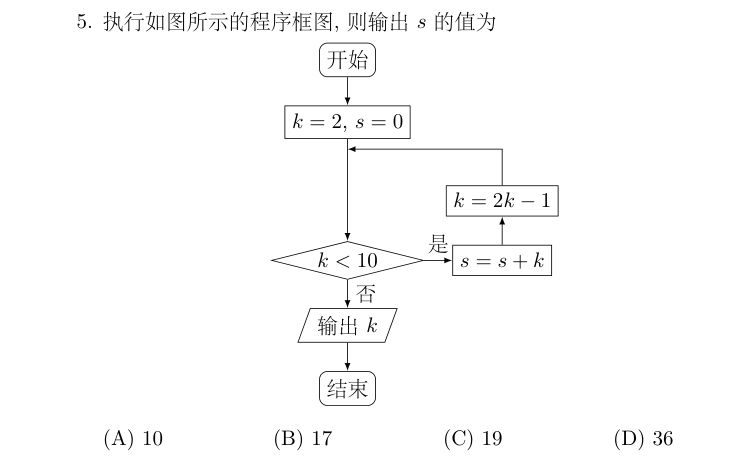 5. 执行如图所示的程序框图, 则输出 s 的值为
开始
k = 2, s = 0
k = 2k − 1
是
k < 10
s = s + k
否
输出 k
结束
(A) 10 (B) 17 (C) 19 (D) 36